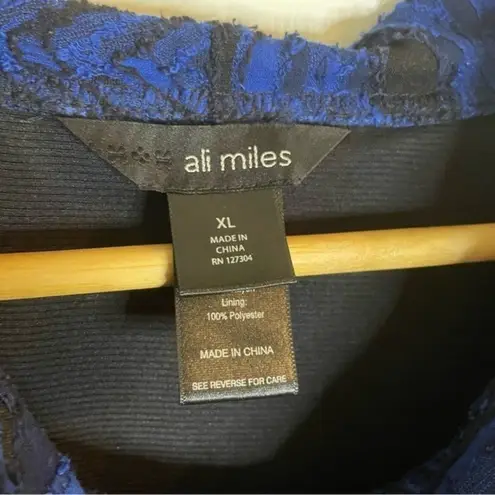 ali miles
XL
MADE IN
CHINA
RN 127304
Lining:
100% Polyester
MADE IN CHINA
SEE REVERSE FOR CARE